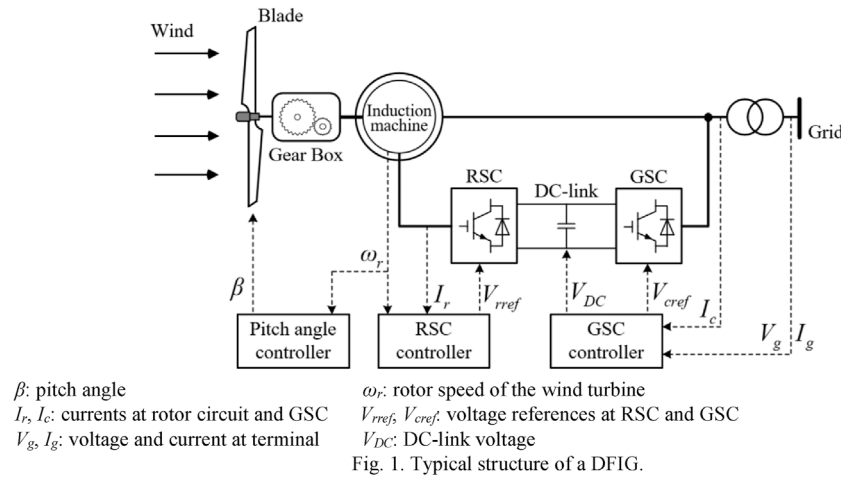 Wind
Blade
Induction
machine
Gear Box
Grid
RSC
DC-link
GSC
ωr
β
Ir
Vrref
VDC
Vcref
Ic
Vg
Ig
Pitch angle
controller
RSC
controller
GSC
controller
β: pitch angle
ωr: rotor speed of the wind turbine
Ir, Ic: currents at rotor circuit and GSC
Vrref, Vcref: voltage references at RSC and GSC
Vg, Ig: voltage and current at terminal
VDC: DC-link voltage
Fig. 1. Typical structure of a DFIG.